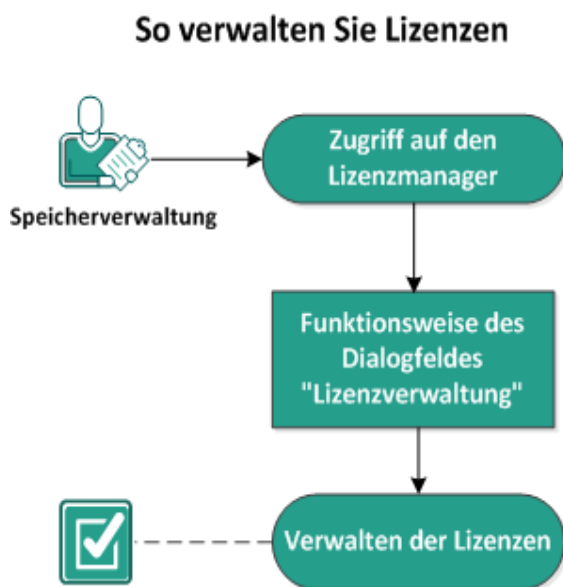 So verwalten Sie Lizenzen
Zugriff auf den
Lizenzmanager
Speicherverwaltung
Funktionsweise des
Dialogfeldes
"Lizenzverwaltung"
Verwalten der Lizenzen